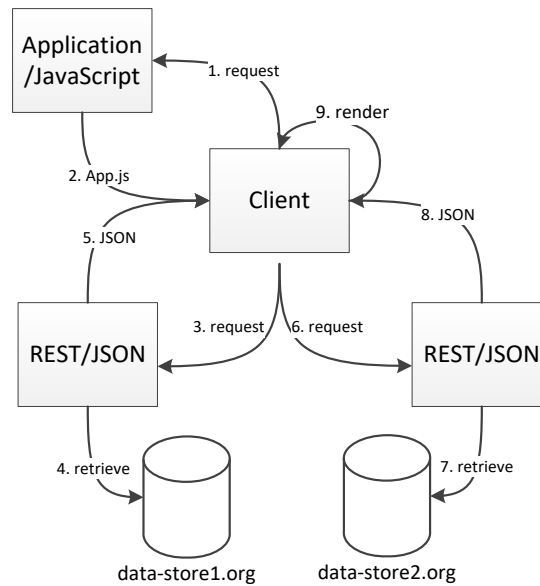 Application
/JavaScript
1. request
9. render
2. App.js
Client
5. JSON
8. JSON
3. request
6. request
REST/JSON
REST/JSON
4. retrieve
7. retrieve
data-store1.org
data-store2.org